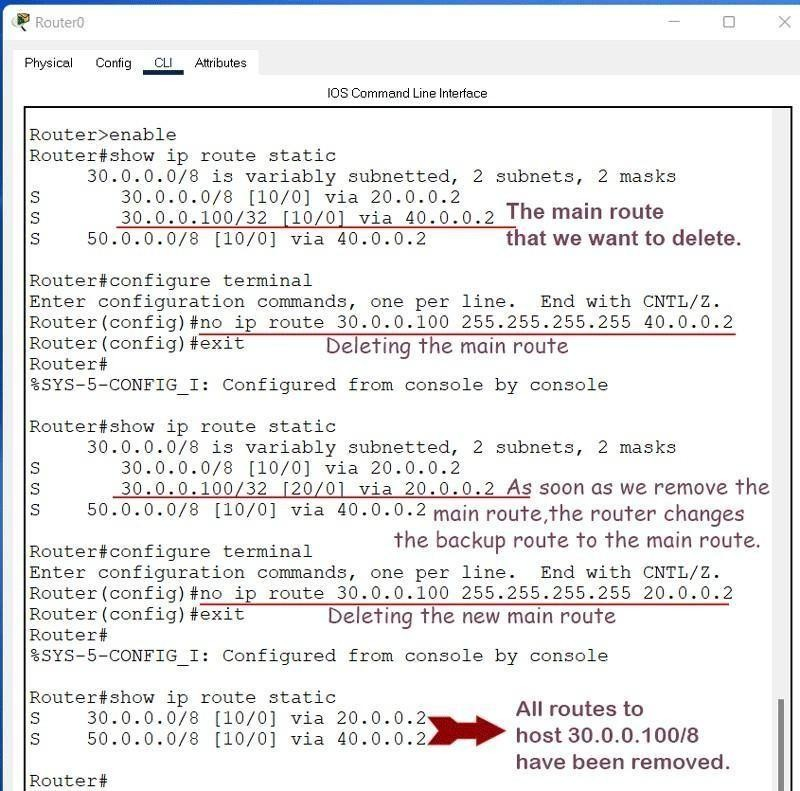 Router0
Physical Config CLI Attributes
IOS Command Line Interface
Router>enable
Router#show ip route static
30.0.0.0/8 is variably subnetted, 2 subnets, 2 masks
S 30.0.0.0/8 [10/0] via 20.0.0.2
S 30.0.0.100/32 [10/0] via 40.0.0.2 The main route
S 50.0.0.0/8 [10/0] via 40.0.0.2 that we want to delete.
Router#configure terminal
Enter configuration commands, one per line. End with CNTL/Z.
Router(config)#no ip route 30.0.0.100 255.255.255.255 40.0.0.2
Router(config)#exit Deleting the main route
Router#
%SYS-5-CONFIG_I: Configured from console by console
Router#show ip route static
30.0.0.0/8 is variably subnetted, 2 subnets, 2 masks
S 30.0.0.0/8 [10/0] via 20.0.0.2
S 30.0.0.100/32 [20/0] via 20.0.0.2 As soon as we remove the
S 50.0.0.0/8 [10/0] via 40.0.0.2 main route,the router changes
the backup route to the main route.
Router#configure terminal
Enter configuration commands, one per line. End with CNTL/Z.
Router(config)#no ip route 30.0.0.100 255.255.255.255 20.0.0.2
Router(config)#exit Deleting the new main route
Router#
%SYS-5-CONFIG_I: Configured from console by console
Router#show ip route static
S 30.0.0.0/8 [10/0] via 20.0.0.2
S 50.0.0.0/8 [10/0] via 40.0.0.2
All routes to
host 30.0.0.100/8
have been removed.
Router#